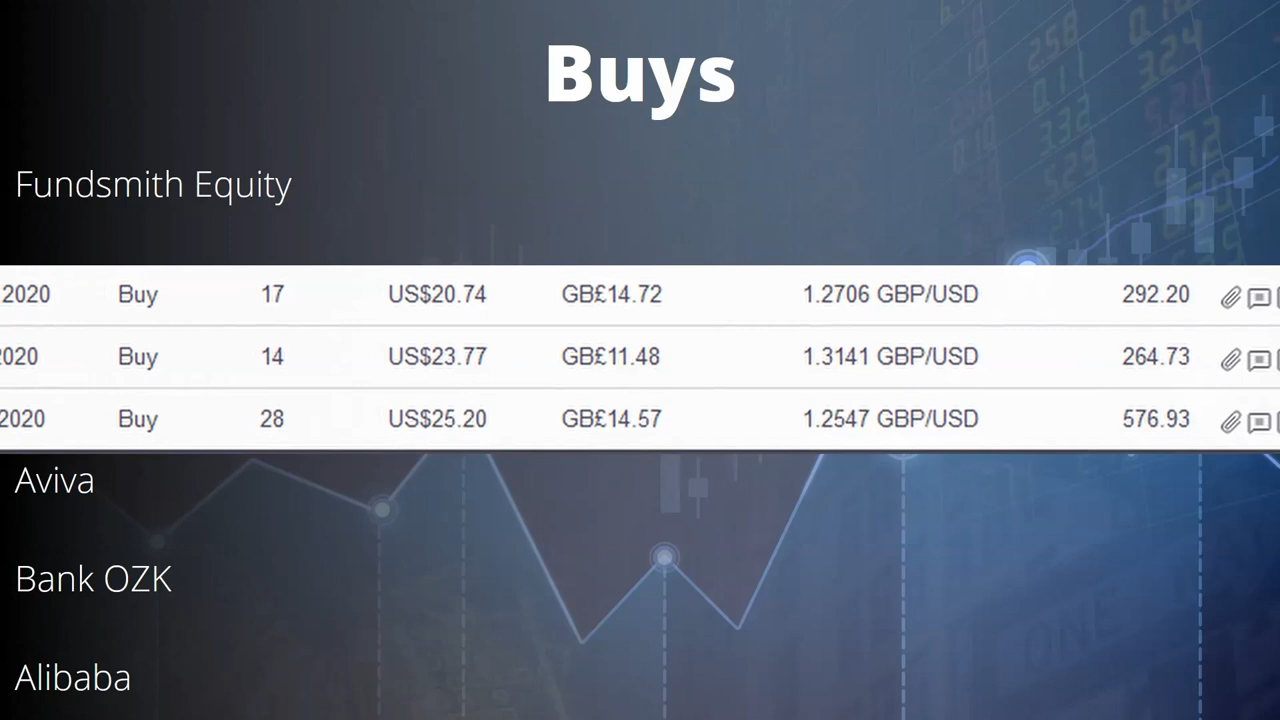 Buys
Fundsmith Equity
2020 Buy 17 US$20.74 GB£14.72 1.2706 GBP/USD 292.20
2020 Buy 14 US$23.77 GB£11.48 1.3141 GBP/USD 264.73
2020 Buy 28 US$25.20 GB£14.57 1.2547 GBP/USD 576.93
Aviva
Bank OZK
Alibaba